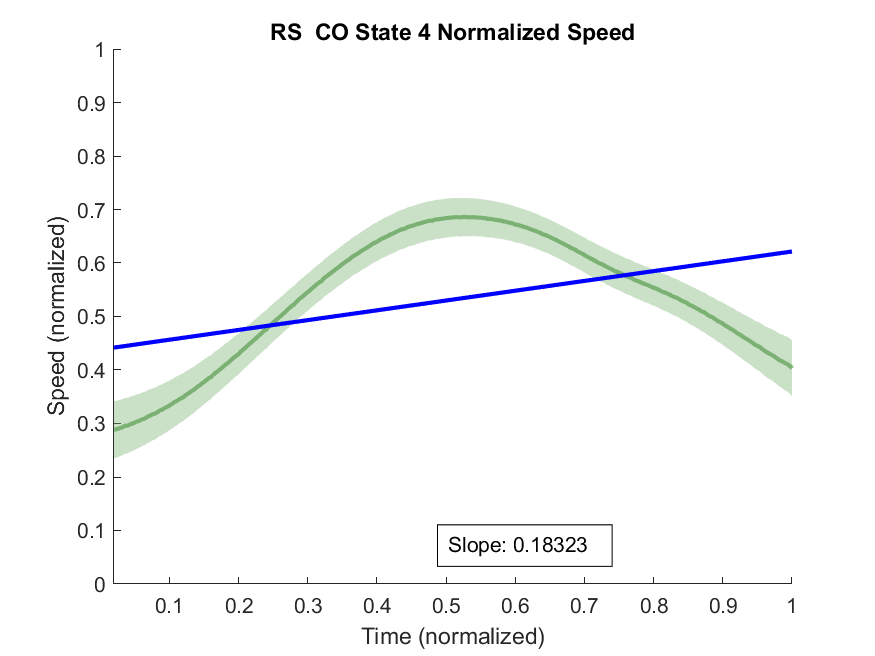 RS  CO State 4 Normalized Speed
1
0.9
0.8
0.7
0.6
0.5
0.4
0.3
0.2
0.1
0
Speed (normalized)
Slope: 0.18323
0.1 0.2 0.3 0.4 0.5 0.6 0.7 0.8 0.9 1
Time (normalized)